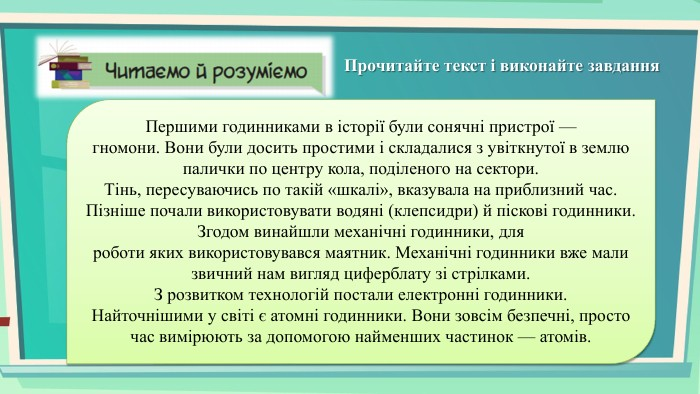 Читаємо й розуміємо
Прочитайте текст і виконайте завдання
Першими годинниками в історії були сонячні пристрої —
гномони. Вони були досить простими і складалися з увіткнутої в землю
палички по центру кола, поділеного на сектори.
Тінь, пересуваючись по такій «шкалі», вказувала на приблизний час.
Пізніше почали використовувати водяні (клепсидри) й піскові годинники.
Згодом винайшли механічні годинники, для
роботи яких використовувався маятник. Механічні годинники вже мали
звичний нам вигляд циферблату зі стрілками.
З розвитком технологій постали електронні годинники.
Найточнішими у світі є атомні годинники. Вони зовсім безпечні, просто
час вимірюють за допомогою найменших частинок — атомів.